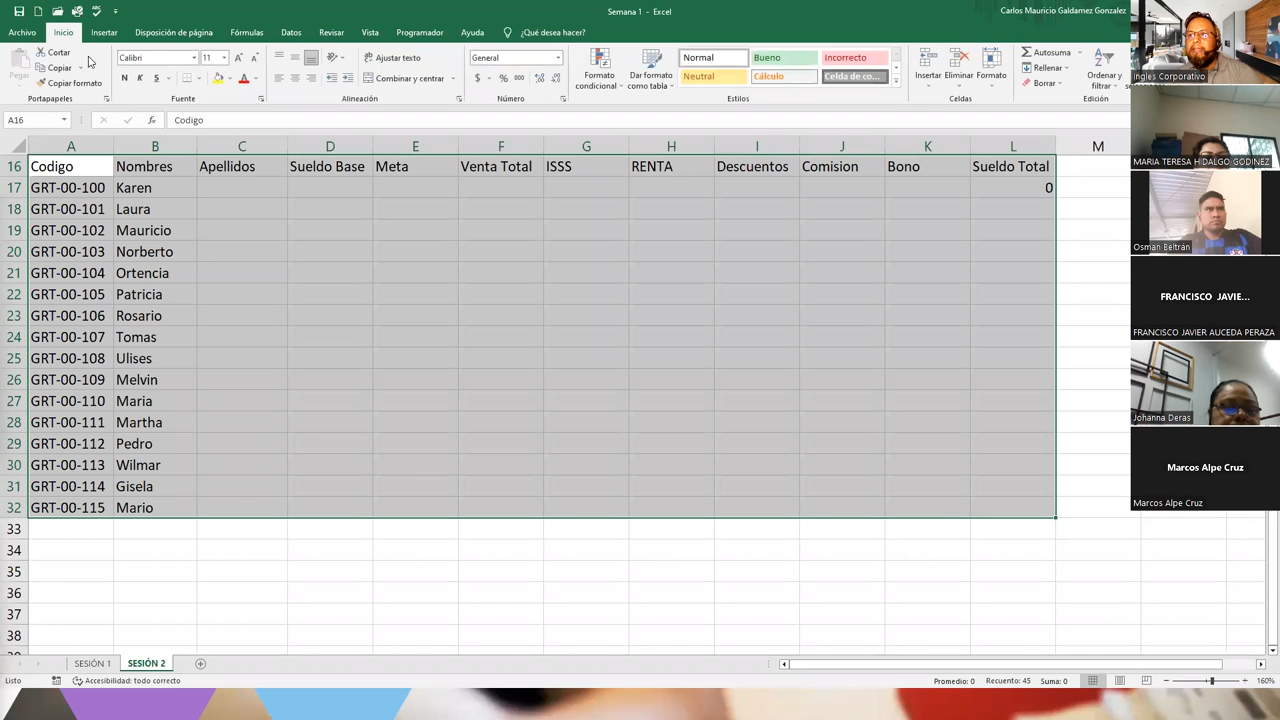 Semana 1 - Excel
Carlos Mauricio Galdamez Gonzalez
Archivo Inicio Insertar Disposición de página Fórmulas Datos Revisar Vista Programador Ayuda ¿Qué desea hacer?
Pegar
Cortar
Copiar
Copiar formato
Portapapeles
Calibri 11
N K S
Fuente
Ajustar texto
Combinar y centrar
Alineación
General
Número
Formato condicional
Dar formato como tabla
Normal Bueno Incorrecto
Neutral Cálculo Celda de co...
Estilos
Insertar Eliminar Formato
Celdas
Autosuma
Rellenar
Borrar
Ordenar y filtrar
Edición
A16 fx Codigo
A B C D E F G H I J K L M
16 Codigo Nombres Apellidos Sueldo Base Meta Venta Total ISSS RENTA Descuentos Comision Bono Sueldo Total
17 GRT-00-100 Karen 0
18 GRT-00-101 Laura
19 GRT-00-102 Mauricio
20 GRT-00-103 Norberto
21 GRT-00-104 Ortencia
22 GRT-00-105 Patricia
23 GRT-00-106 Rosario
24 GRT-00-107 Tomas
25 GRT-00-108 Ulises
26 GRT-00-109 Melvin
27 GRT-00-110 Maria
28 GRT-00-111 Martha
29 GRT-00-112 Pedro
30 GRT-00-113 Wilmar
31 GRT-00-114 Gisela
32 GRT-00-115 Mario
33
34
35
36
37
38
SESIÓN 1 SESIÓN 2
Listo Accesibilidad: todo correcto Promedio: 0 Recuento: 45 Suma: 0 160%
Ingles Corporativo
MARIA TERESA HIDALGO GODINEZ
Osman Beltrán
FRANCISCO JAVIE...
FRANCISCO JAVIER AUCEDA PERAZA
Johanna Deras
Marcos Alpe Cruz
Marcos Alpe Cruz